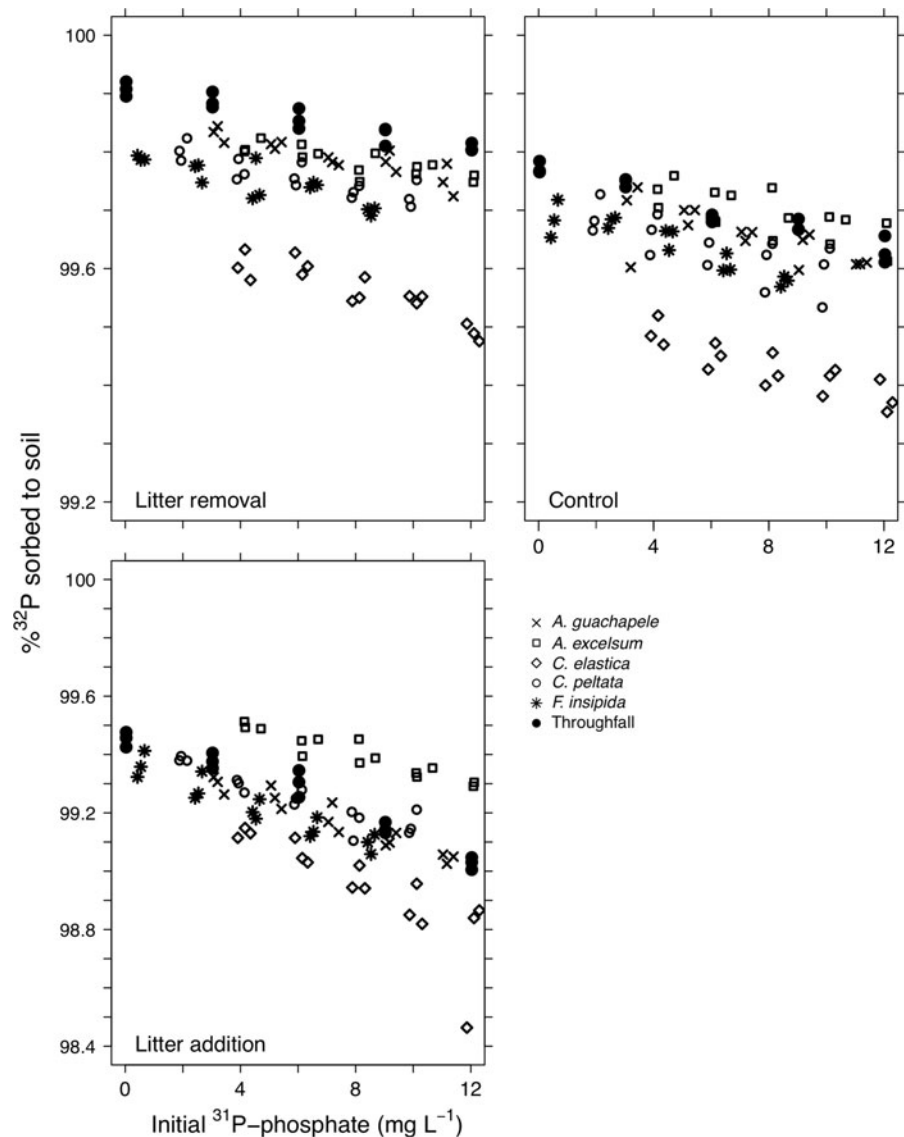 100
99.6
99.2
Litter removal
Control
0
4
8
12
%32P sorbed to soil
100
99.6
99.2
98.8
98.4
Litter addition
A. guachapele
A. excelsum
C. elastica
C. peltata
F. insipida
Throughfall
0
4
8
12
Initial 31P–phosphate (mg L−1)